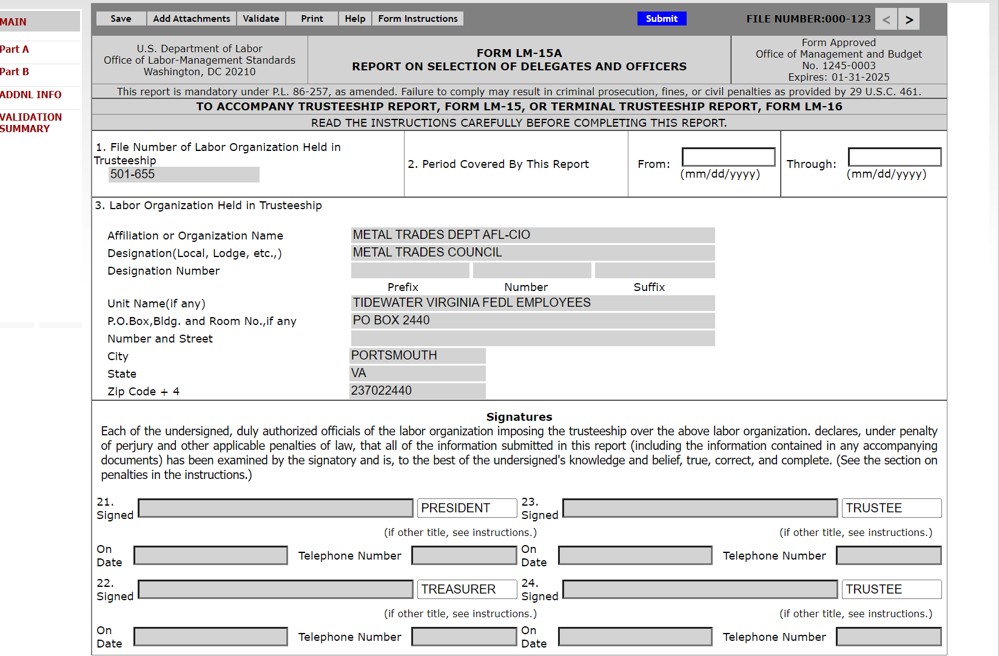 MAIN
Part A
Part B
ADDNL INFO
VALIDATION
SUMMARY
Save Add Attachments Validate Print Help Form Instructions Submit FILE NUMBER:000-123 < >
U.S. Department of Labor
Office of Labor-Management Standards
Washington, DC 20210
FORM LM-15A
REPORT ON SELECTION OF DELEGATES AND OFFICERS
Form Approved
Office of Management and Budget
No. 1245-0003
Expires: 01-31-2025
This report is mandatory under P.L. 86-257, as amended. Failure to comply may result in criminal prosecution, fines, or civil penalties as provided by 29 U.S.C. 461.
TO ACCOMPANY TRUSTEESHIP REPORT, FORM LM-15, OR TERMINAL TRUSTEESHIP REPORT, FORM LM-16
READ THE INSTRUCTIONS CAREFULLY BEFORE COMPLETING THIS REPORT.
1. File Number of Labor Organization Held in
Trusteeship
501-655
2. Period Covered By This Report
From:
(mm/dd/yyyy)
Through:
(mm/dd/yyyy)
3. Labor Organization Held in Trusteeship
Affiliation or Organization Name METAL TRADES DEPT AFL-CIO
Designation(Local, Lodge, etc.,) METAL TRADES COUNCIL
Designation Number
Prefix Number Suffix
Unit Name(if any) TIDEWATER VIRGINIA FEDL EMPLOYEES
P.O.Box,Bldg. and Room No.,if any PO BOX 2440
Number and Street
City PORTSMOUTH
State VA
Zip Code + 4 237022440
Signatures
Each of the undersigned, duly authorized officials of the labor organization imposing the trusteeship over the above labor organization. declares, under penalty
of perjury and other applicable penalties of law, that all of the information submitted in this report (including the information contained in any accompanying
documents) has been examined by the signatory and is, to the best of the undersigned's knowledge and belief, true, correct, and complete. (See the section on
penalties in the instructions.)
21.
Signed PRESIDENT
(if other title, see instructions.)
On
Date Telephone Number
23.
Signed TRUSTEE
(if other title, see instructions.)
On
Date Telephone Number
22.
Signed TREASURER
(if other title, see instructions.)
On
Date Telephone Number
24.
Signed TRUSTEE
(if other title, see instructions.)
On
Date Telephone Number